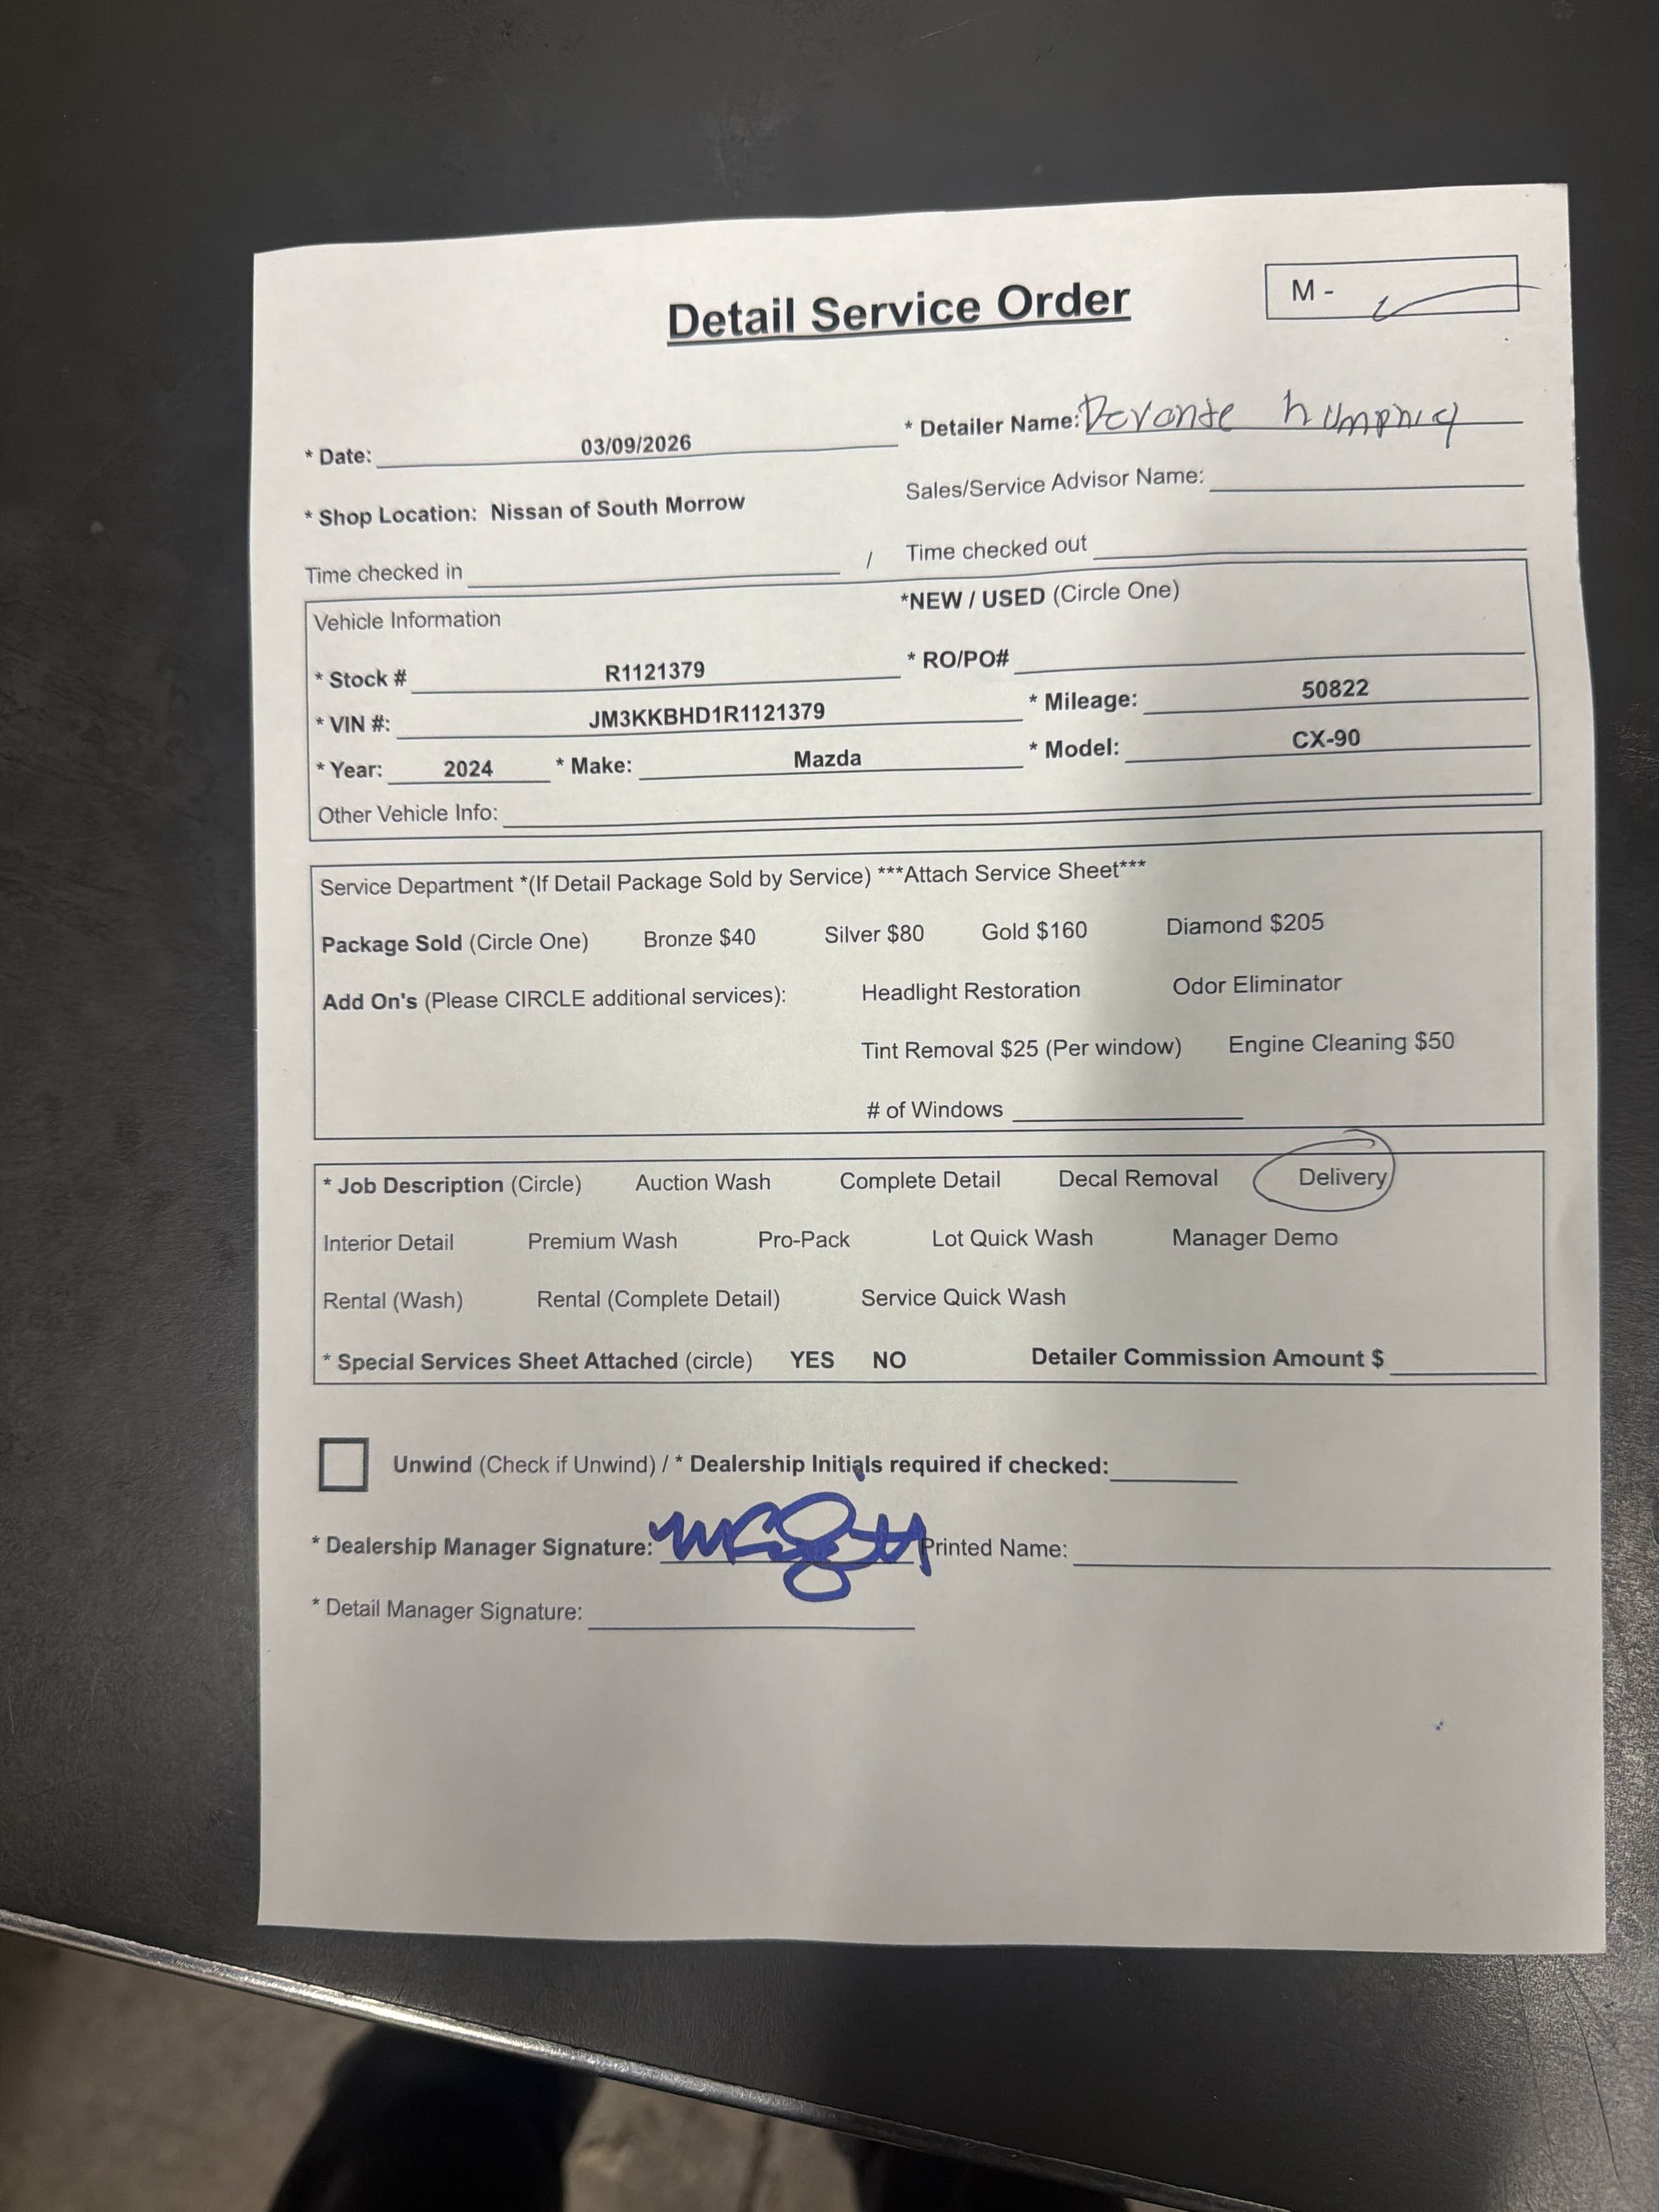 Detail Service Order
M -
* Date: 03/09/2026
* Detailer Name: Devonte
* Shop Location: Nissan of South Morrow
Sales/Service Advisor Name:
Time checked in / Time checked out
Vehicle Information
*NEW / USED (Circle One)
* Stock # R1121379 * RO/PO#
* VIN #: JM3KKBHD1R1121379 * Mileage: 50822
* Year: 2024 * Make: Mazda * Model: CX-90
Other Vehicle Info:
Service Department *(If Detail Package Sold by Service) ***Attach Service Sheet***
Package Sold (Circle One) Bronze $40 Silver $80 Gold $160 Diamond $205
Add On's (Please CIRCLE additional services): Headlight Restoration Odor Eliminator
Tint Removal $25 (Per window) Engine Cleaning $50
# of Windows
* Job Description (Circle) Auction Wash Complete Detail Decal Removal Delivery
Interior Detail Premium Wash Pro-Pack Lot Quick Wash Manager Demo
Rental (Wash) Rental (Complete Detail) Service Quick Wash
* Special Services Sheet Attached (circle) YES NO Detailer Commission Amount $
Unwind (Check if Unwind) / * Dealership Initials required if checked:
* Dealership Manager Signature: Printed Name:
* Detail Manager Signature: